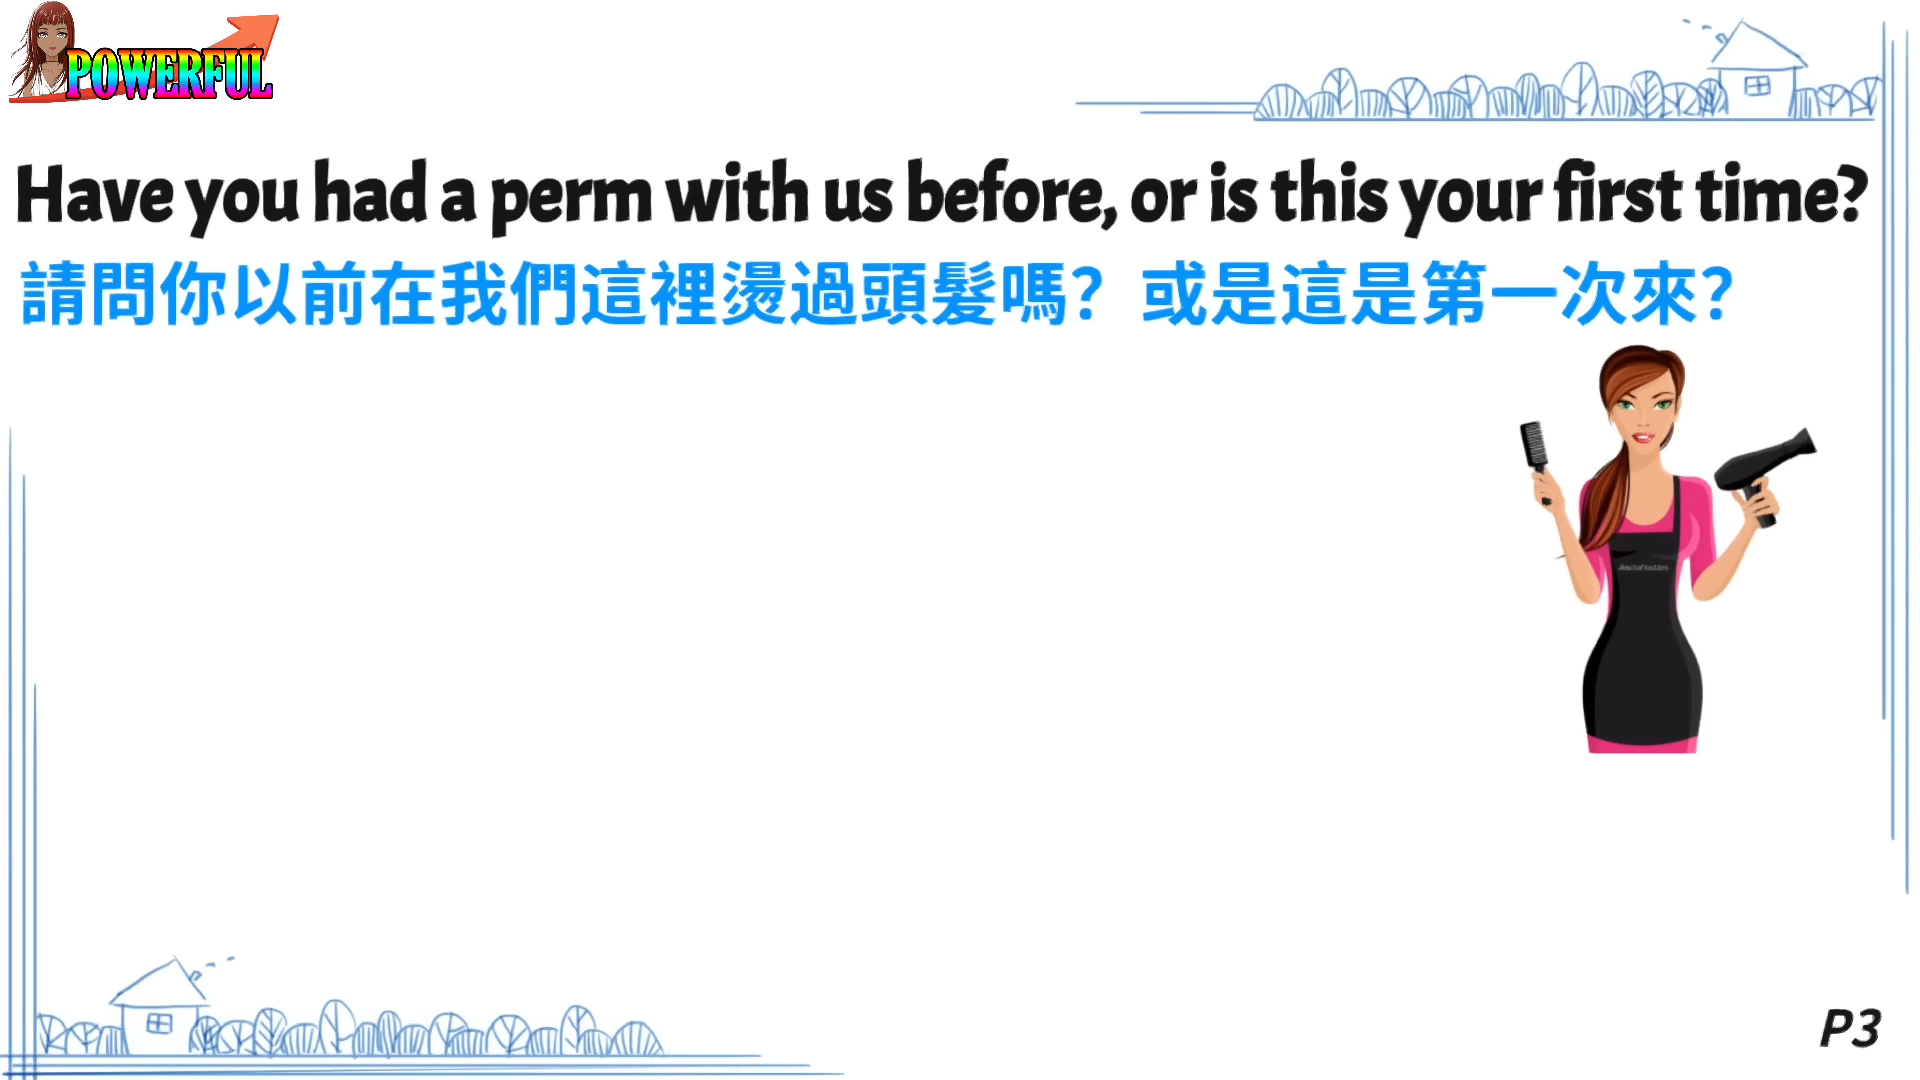 POWERFUL
Have you had a perm with us before, or is this your first time?
請問你以前在我們這裡燙過頭髮嗎？或是這是第一次來？
P3